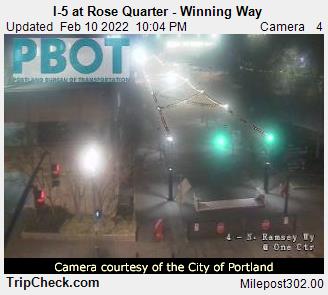 I-5 at Rose Quarter - Winning Way
Updated Feb 10 2022 10:04 PM Camera 4
PBOT
PORTLAND BUREAU OF TRANSPORTATION
4 - N. Ramsey Wy
@ One Ctr
Camera courtesy of the City of Portland
TripCheck.com Milepost302.00